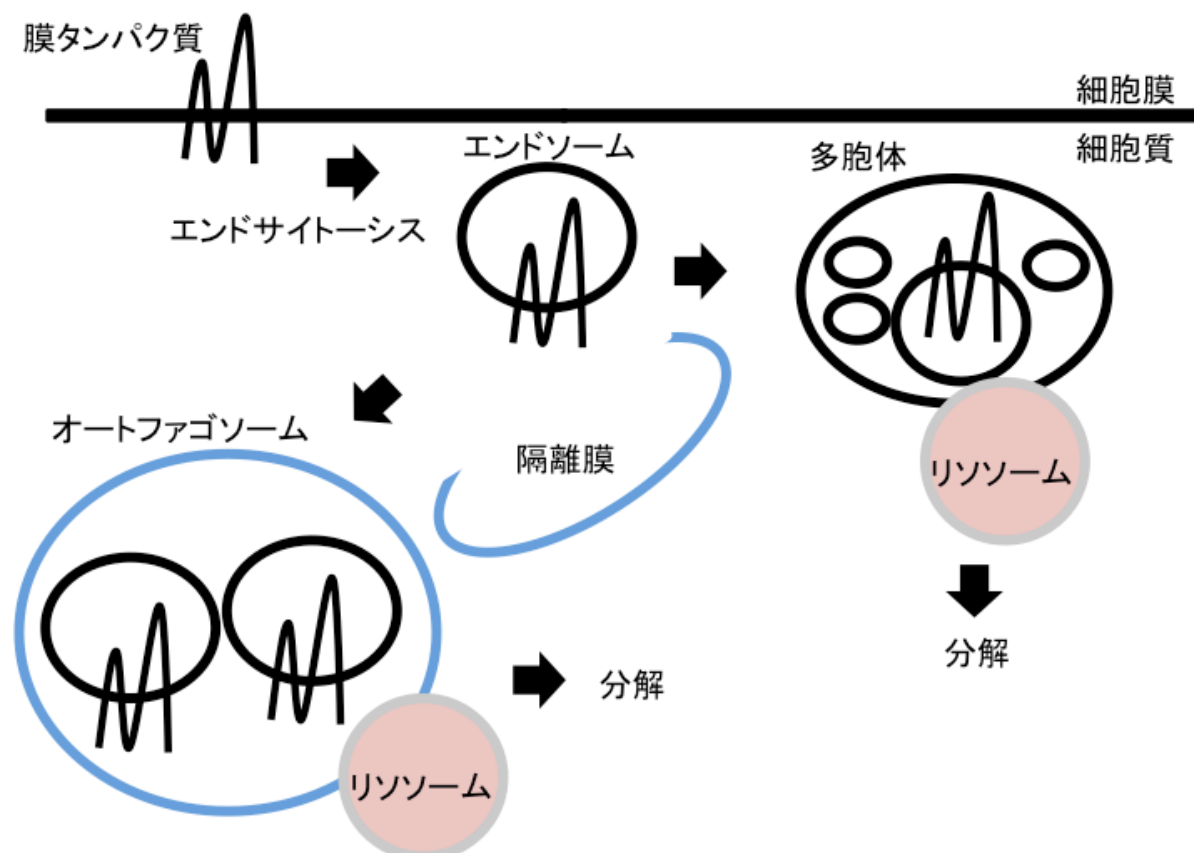 膜タンパク質
細胞膜
細胞質
エンドソーム
多胞体
エンドサイトーシス
オートファゴソーム
隔離膜
リソソーム
分解
分解
リソソーム